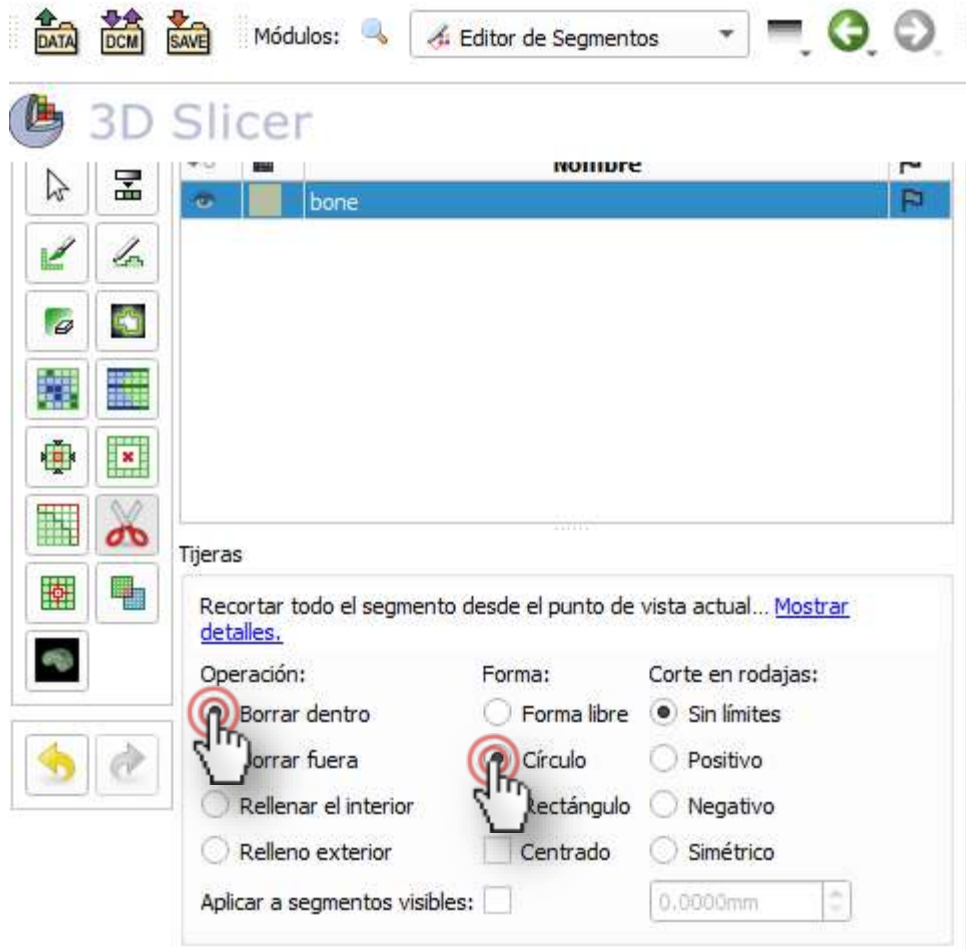 DATA DCM SAVE Módulos: Editor de Segmentos
3D Slicer
Nombre
bone
Tijeras
Recortar todo el segmento desde el punto de vista actual... Mostrar
detalles.
Operación: Forma: Corte en rodajas:
Borrar dentro Forma libre Sin límites
Borrar fuera Círculo Positivo
Rellenar el interior Rectángulo Negativo
Relleno exterior Centrado Simétrico
Aplicar a segmentos visibles: 0.0000mm